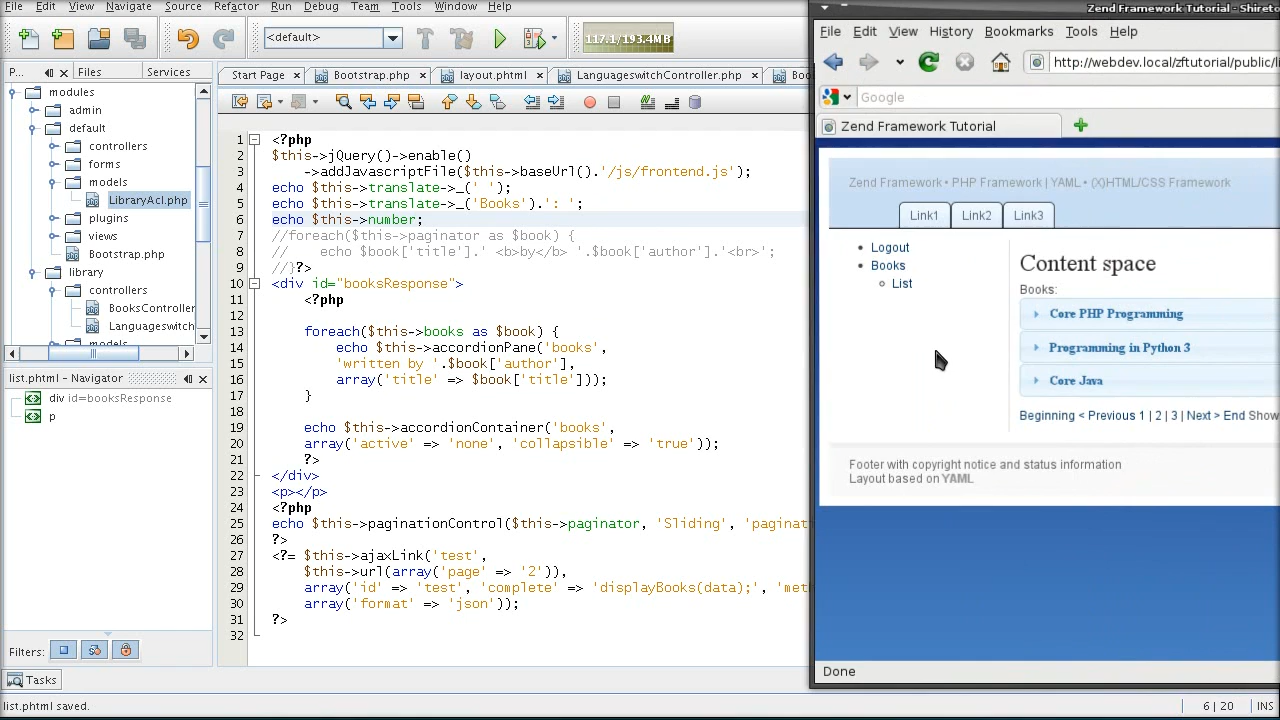 File Edit View Navigate Source Refactor Run Debug Team Tools Window Help
<default>
117.1/193.4MB
P... Files Services
Start Page Bootstrap.php layout.phtml LanguageswitchController.php Boo
modules
admin
default
controllers
forms
models
LibraryAcl.php
plugins
views
Bootstrap.php
library
controllers
BooksController
Languageswitch
list.phtml - Navigator
div id=booksResponse
p
Filters:
Tasks
list.phtml saved.
1 <?php
2 $this->jQuery()->enable()
3 ->addJavascriptFile($this->baseUrl().'/js/frontend.js');
4 echo $this->translate->_(' ');
5 echo $this->translate->_('Books').': ';
6 echo $this->number;
7 //foreach($this->paginator as $book) {
8 // echo $book['title'].' <b>by</b> '.$book['author'].'<br>';
9 //}?>
10 <div id="booksResponse">
11 <?php
12
13 foreach($this->books as $book) {
14 echo $this->accordionPane('books',
15 'written by '.$book['author'],
16 array('title' => $book['title']));
17 }
18
19 echo $this->accordionContainer('books',
20 array('active' => 'none', 'collapsible' => 'true'));
21 ?>
22 </div>
23 <p></p>
24 <?php
25 echo $this->paginationControl($this->paginator, 'Sliding', 'paginati
26 ?>
27 <?= $this->ajaxLink('test',
28 $this->url(array('page' => '2')),
29 array('id' => 'test', 'complete' => 'displayBooks(data);', 'met
30 array('format' => 'json'));
31 ?>
32
6 | 20 INS
Zend Framework Tutorial - Shireto
File Edit View History Bookmarks Tools Help
http://webdev.local/zftutorial/public/li
Google
Zend Framework Tutorial
Zend Framework • PHP Framework | YAML • (X)HTML/CSS Framework
Link1 Link2 Link3
Logout
Books
List
Content space
Books:
Core PHP Programming
Programming in Python 3
Core Java
Beginning < Previous 1 | 2 | 3 | Next > End Show
Footer with copyright notice and status information
Layout based on YAML
Done